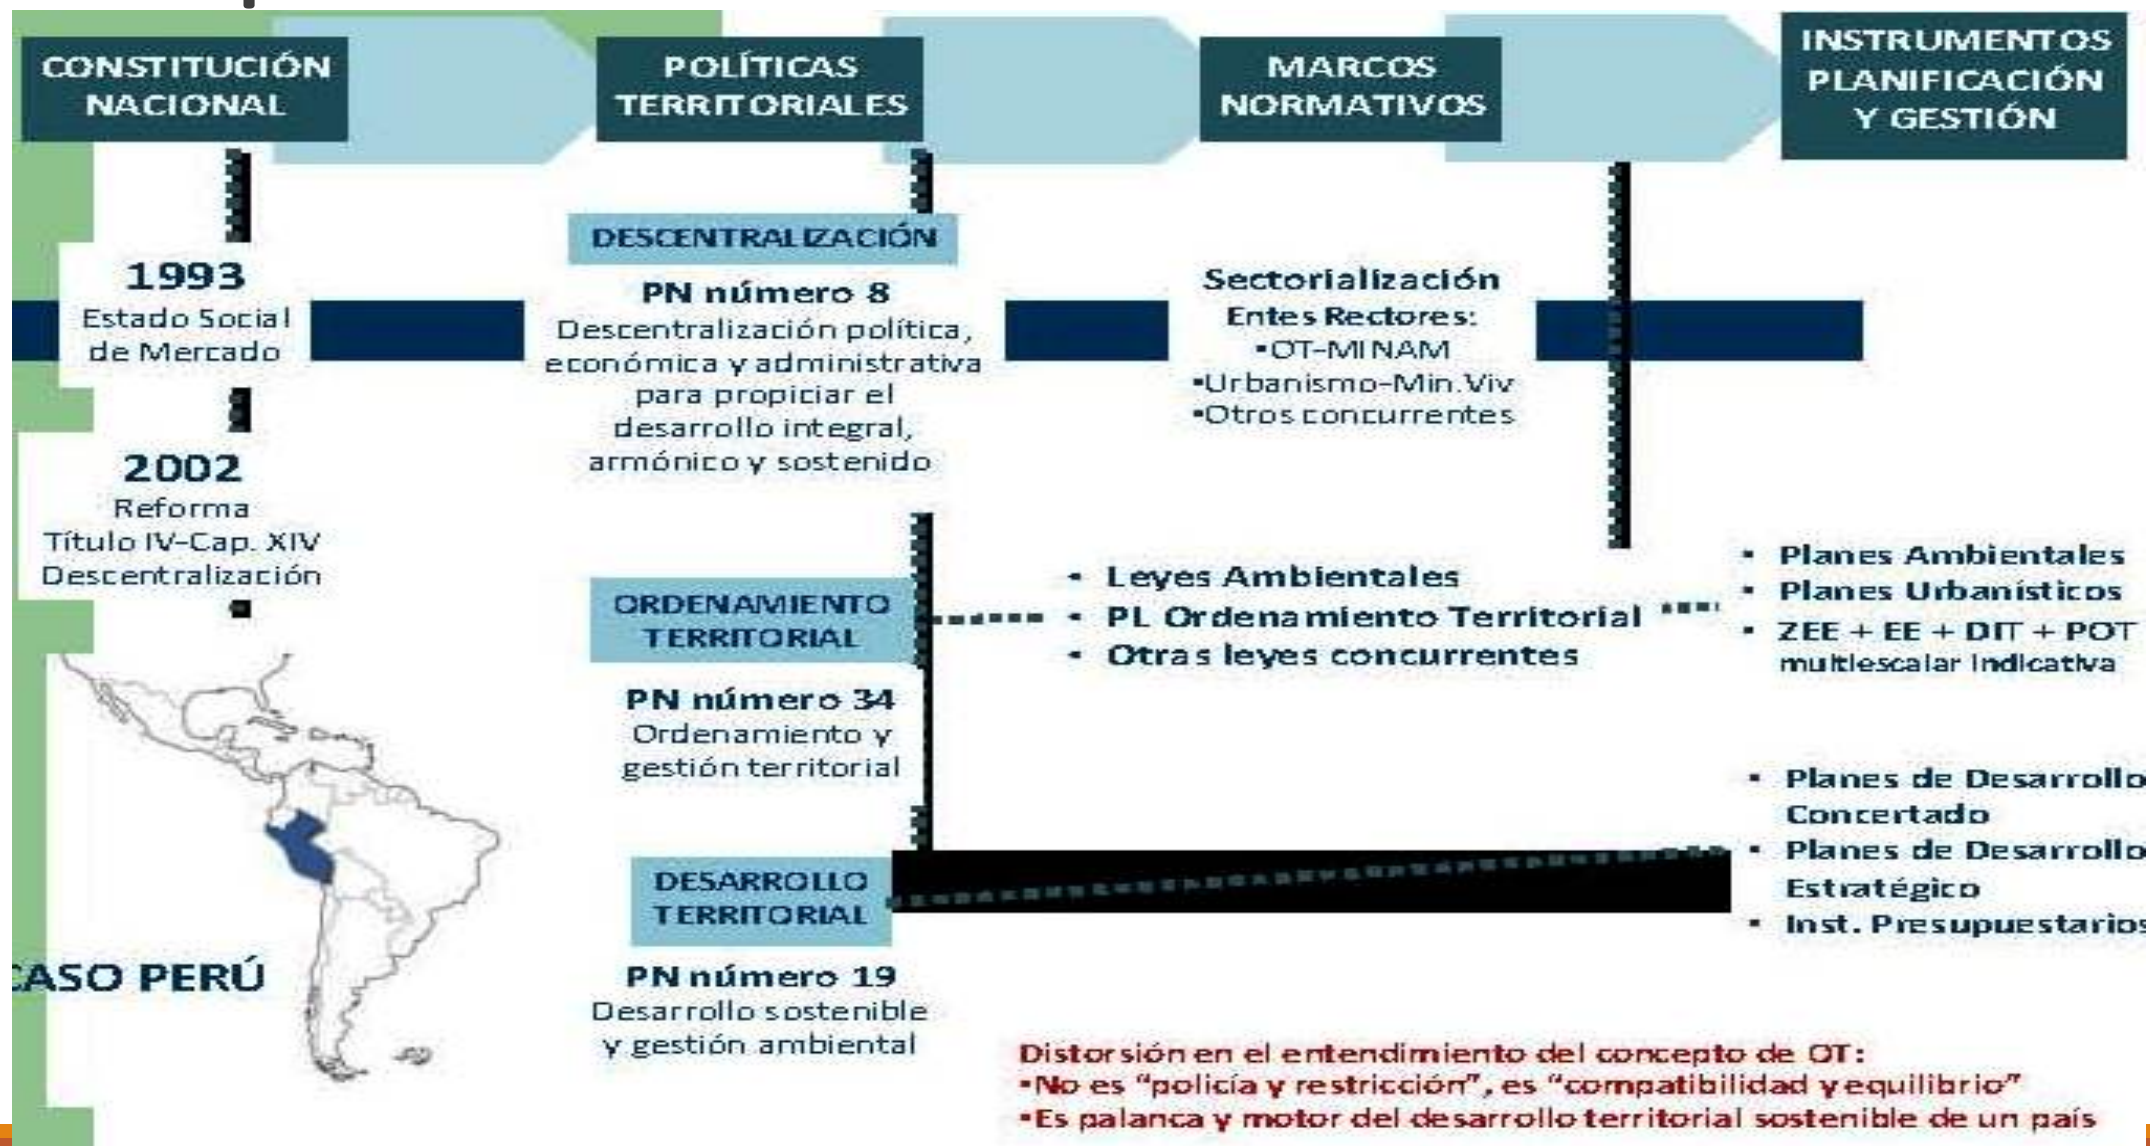 CONSTITUCIÓN
NACIONAL
POLÍTICAS
TERRITORIALES
MARCOS
NORMATIVOS
INSTRUMENTOS
PLANIFICACIÓN
Y GESTIÓN
1993
Estado Social
de Mercado
2002
Reforma
Título IV-Cap. XIV
Descentralización
CASO PERÚ
DESCENTRALIZACIÓN
PN número 8
Descentralización política,
económica y administrativa
para propiciar el
desarrollo integral,
armónico y sostenido
ORDENAMIENTO
TERRITORIAL
PN número 34
Ordenamiento y
gestión territorial
DESARROLLO
TERRITORIAL
PN número 19
Desarrollo sostenible
y gestión ambiental
Sectorialización
Entes Rectores:
▪OT-MINAM
▪Urbanismo-Min.Viv
▪Otros concurrentes
▪ Leyes Ambientales
▪ PL Ordenamiento Territorial
▪ Otras leyes concurrentes
▪ Planes Ambientales
▪ Planes Urbanísticos
▪ ZEE + EE + DIT + POT
multiescalar indicativa
▪ Planes de Desarrollo
Concertado
▪ Planes de Desarrollo
Estratégico
▪ Inst. Presupuestarios
Distorsión en el entendimiento del concepto de OT:
▪No es “policía y restricción”, es “compatibilidad y equilibrio”
▪Es palanca y motor del desarrollo territorial sostenible de un país